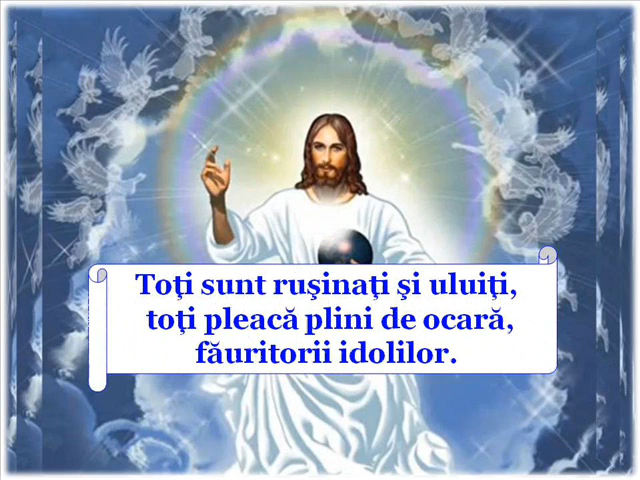 Toţi sunt ruşinaţi şi uluiţi,
toţi pleacă plini de ocară,
făuritorii idolilor.